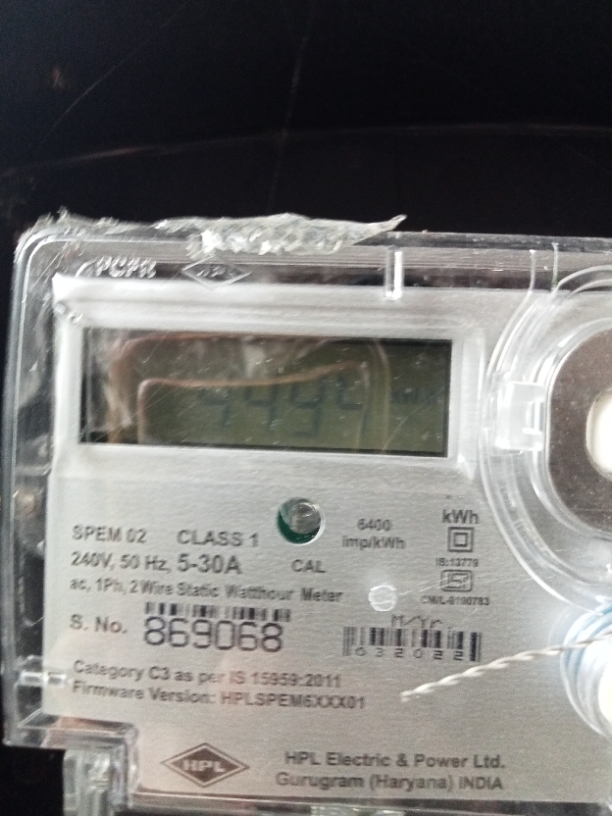 HPL
kWh
SPEM 02 CLASS 1
240V, 50 Hz, 5-30A
CAL
6400
imp/kWh
kWh
IS:13779
ac, 1Ph, 2 Wire Static Watthour Meter
S. No. 869068
M/Yr.
032022
Category C3 as per IS 15959:2011
Firmware Version: HPLSPEM6XXX01
HPL
HPL Electric & Power Ltd.
Gurugram (Haryana) INDIA